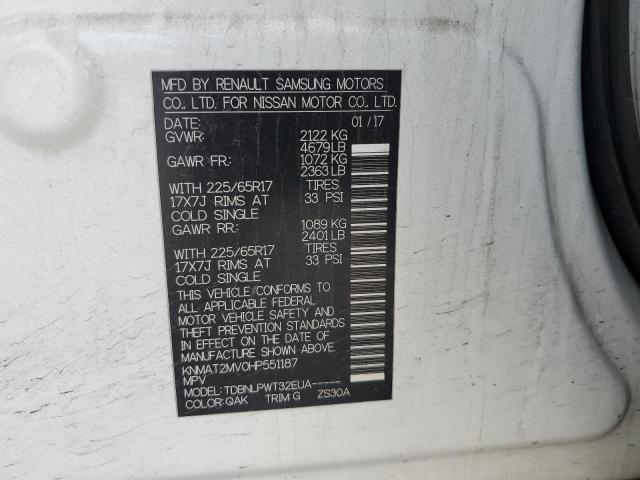 MFD BY RENAULT SAMSUNG MOTORS
CO., LTD. FOR NISSAN MOTOR CO., LTD.
DATE: 01/17
GVWR: 2122 KG
4679 LB
GAWR FR: 1072 KG
2363 LB
WITH 225/65R17 TIRES
17X7J RIMS AT 33 PSI
COLD SINGLE
GAWR RR: 1089 KG
2401 LB
WITH 225/65R17 TIRES
17X7J RIMS AT 33 PSI
COLD SINGLE
THIS VEHICLE CONFORMS TO
ALL APPLICABLE FEDERAL
MOTOR VEHICLE SAFETY AND
THEFT PREVENTION STANDARDS
IN EFFECT ON THE DATE OF
MANUFACTURE SHOWN ABOVE.
KNMAT2MV0HP551187
MPV
MODEL: TDBNLPWT32EUA-----
COLOR: QAK TRIM: G ZS30A